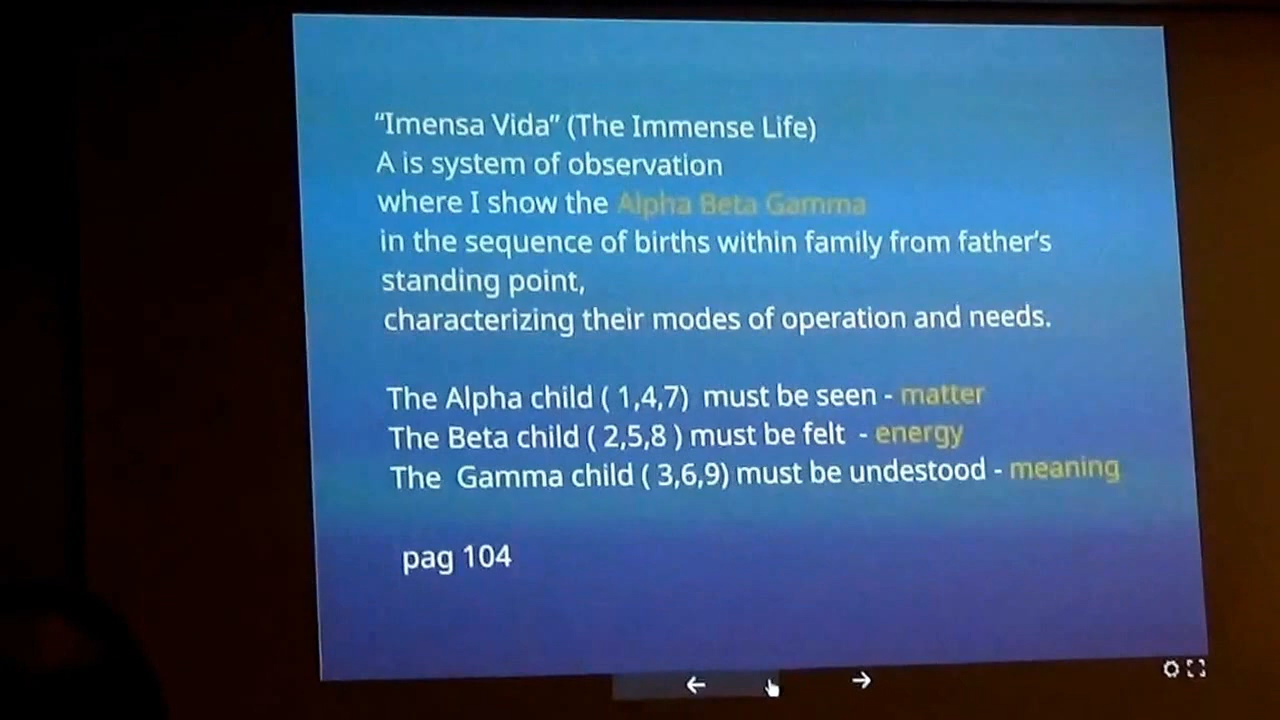 “Imensa Vida” (The Immense Life)
A is system of observation
where I show the Alpha Beta Gamma
in the sequence of births within family from father’s
standing point,
characterizing their modes of operation and needs.
The Alpha child ( 1,4,7) must be seen - matter
The Beta child ( 2,5,8 ) must be felt - energy
The Gamma child ( 3,6,9) must be undestood - meaning
pag 104